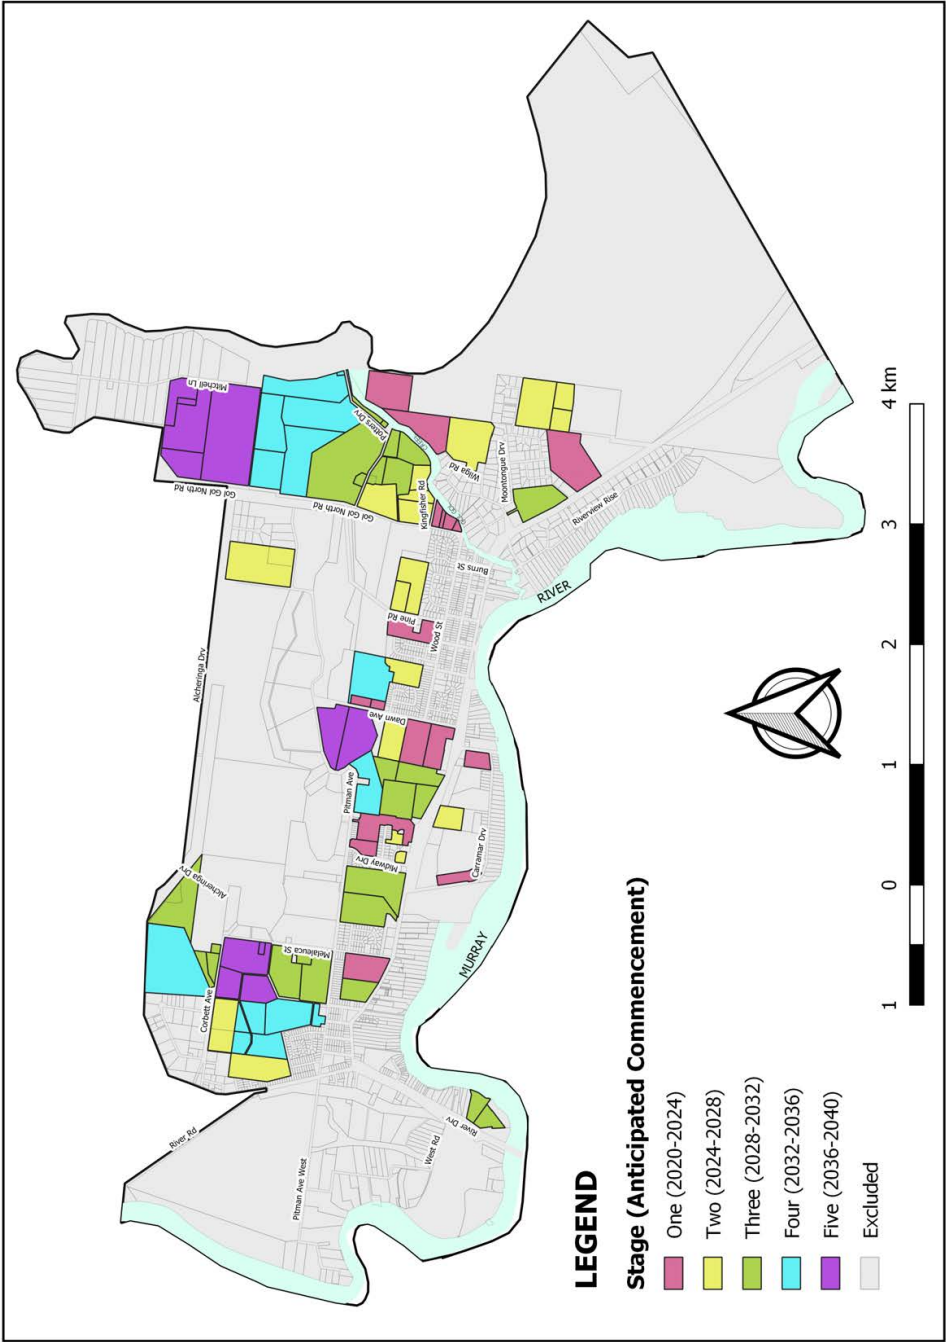 Mitchell Ln
Gol Gol North Rd
Potters Drv
Gol Gol North Rd
Kingfisher Rd
Wilga Rd
Moontongue Drv
Riverview Rise
Burns St
RIVER
Alcheringa Drv
Pine Rd
Wood St
Dawn Ave
Pitman Ave
Midway Drv
Carramar Drv
Alcheringa Drv
Melaleuca St
Corbett Ave
MURRAY
River Rd
Pitman Ave West
West Rd
River Drv
LEGEND
Stage (Anticipated Commencement)
One (2020-2024)
Two (2024-2028)
Three (2028-2032)
Four (2032-2036)
Five (2036-2040)
Excluded
1 0 1 2 3 4 km